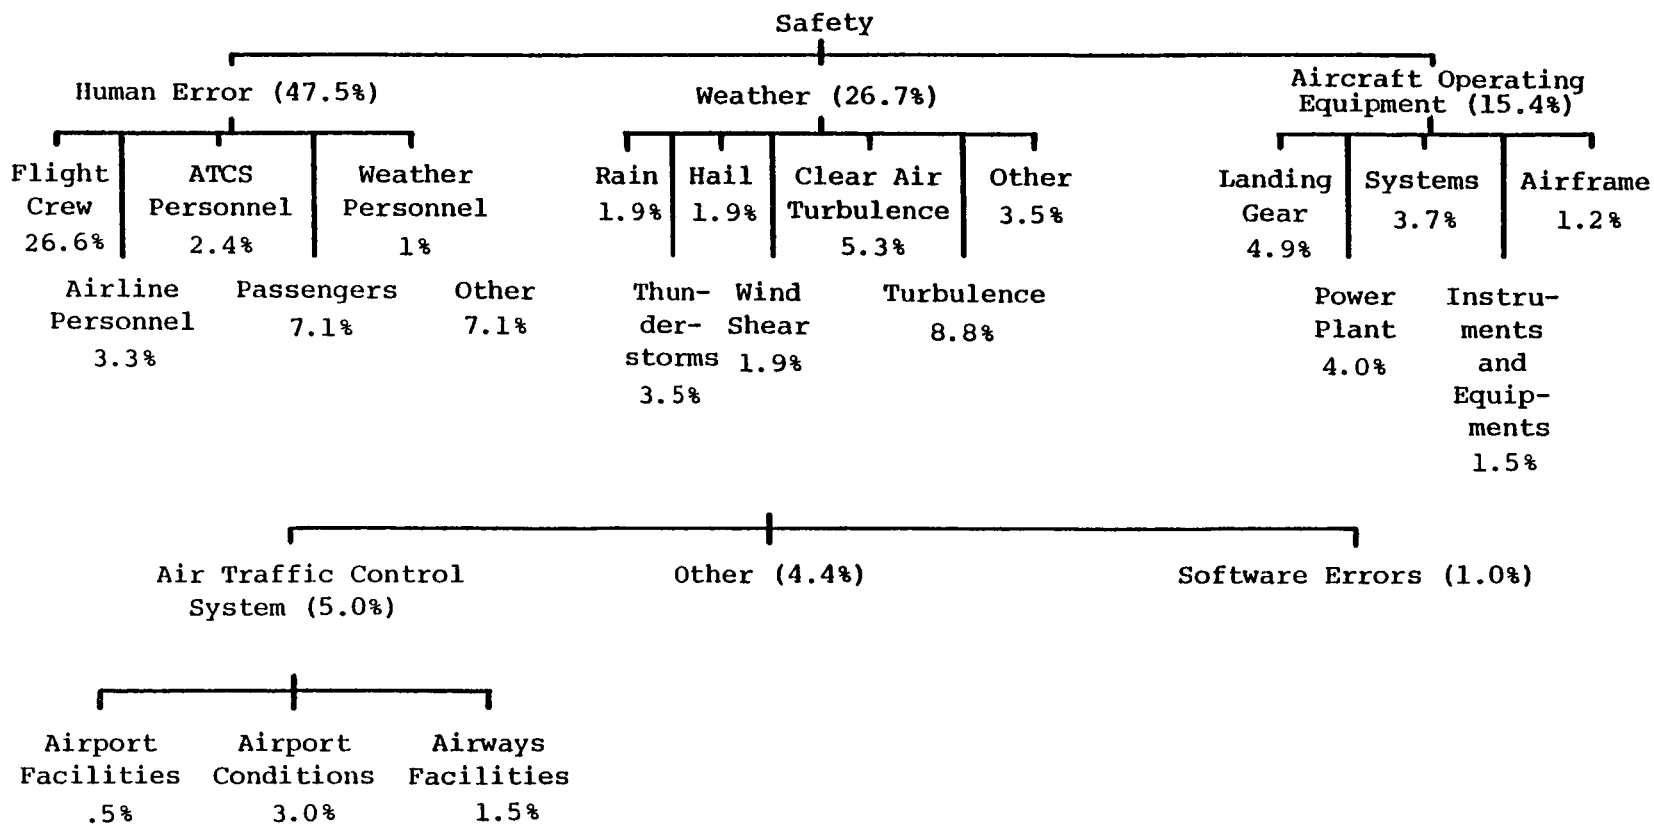 Safety
Human Error (47.5%)
Weather (26.7%)
Aircraft Operating
Equipment (15.4%)
Flight
Crew
26.6%
Airline
Personnel
3.3%
ATCS
Personnel
2.4%
Passengers
7.1%
Weather
Personnel
1%
Other
7.1%
Rain
1.9%
Thun-
der-
storms
3.5%
Hail
1.9%
Wind
Shear
1.9%
Clear Air
Turbulence
5.3%
Turbulence
8.8%
Other
3.5%
Landing
Gear
4.9%
Power
Plant
4.0%
Systems
3.7%
Instru-
ments
and
Equip-
ments
1.5%
Airframe
1.2%
Air Traffic Control
System (5.0%)
Other (4.4%)
Software Errors (1.0%)
Airport
Facilities
.5%
Airport
Conditions
3.0%
Airways
Facilities
1.5%